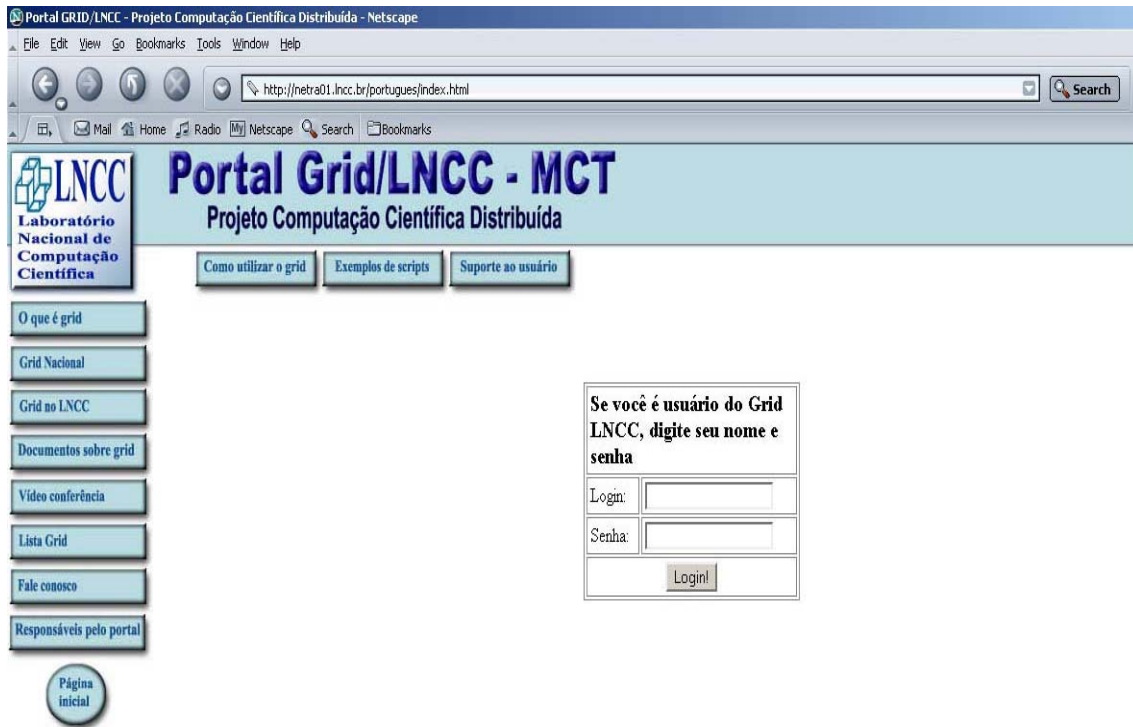 Portal GRID/LNCC - Projeto Computação Científica Distribuída - Netscape
File Edit View Go Bookmarks Tools Window Help
http://netra01.lncc.br/portugues/index.html
Search
Mail Home Radio My Netscape Search Bookmarks
LNCC
Laboratório
Nacional de
Computação
Científica
Portal Grid/LNCC - MCT
Projeto Computação Científica Distribuída
Como utilizar o grid
Exemplos de scripts
Suporte ao usuário
O que é grid
Grid Nacional
Grid no LNCC
Documentos sobre grid
Vídeo conferência
Lista Grid
Fale conosco
Responsáveis pelo portal
Página
inicial
Se você é usuário do Grid
LNCC, digite seu nome e
senha
Login:
Senha:
Login!